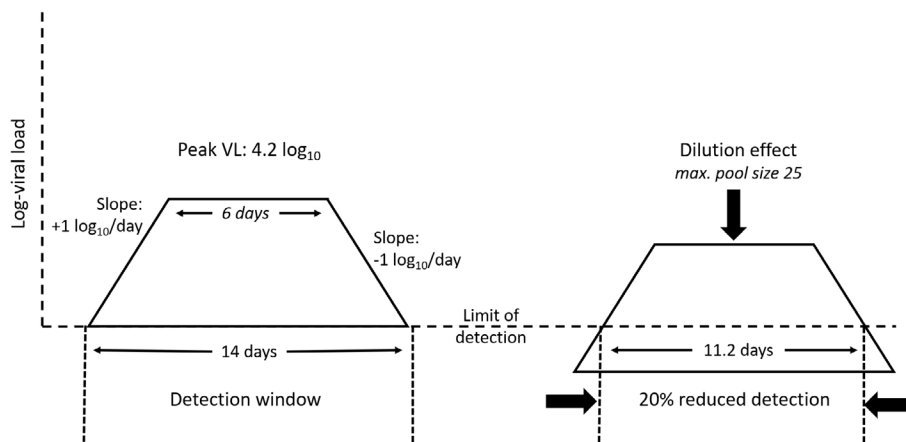 Log-viral load
Peak VL: 4.2 log₁₀
Slope:
+1 log₁₀/day
6 days
Slope:
-1 log₁₀/day
14 days
Detection window
Limit of
detection
Dilution effect
max. pool size 25
11.2 days
20% reduced detection